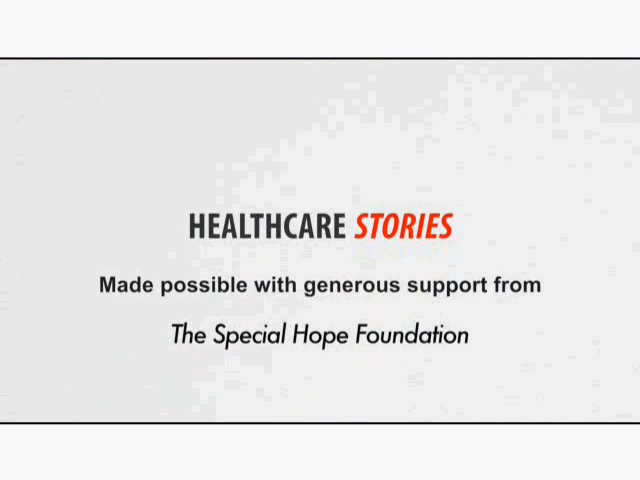 HEALTHCARE STORIES
Made possible with generous support from
The Special Hope Foundation